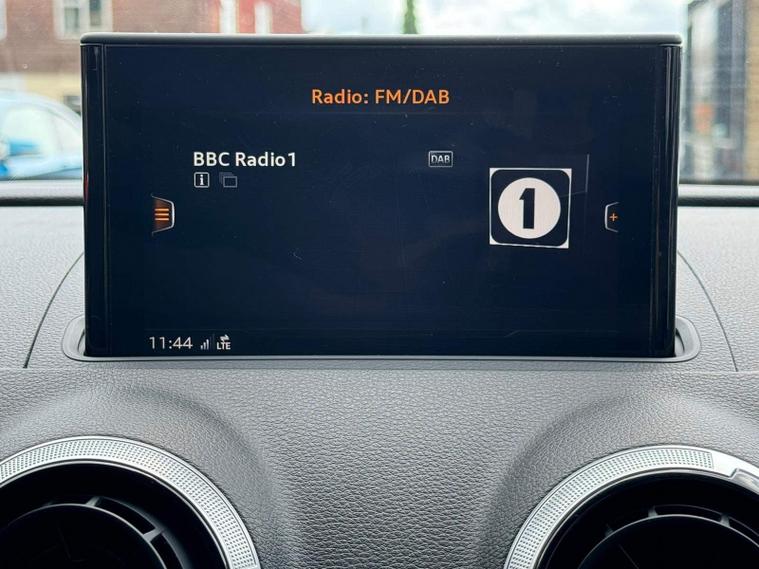 Radio: FM/DAB
BBC Radio1
DAB
i
1
+
11:44 LTE